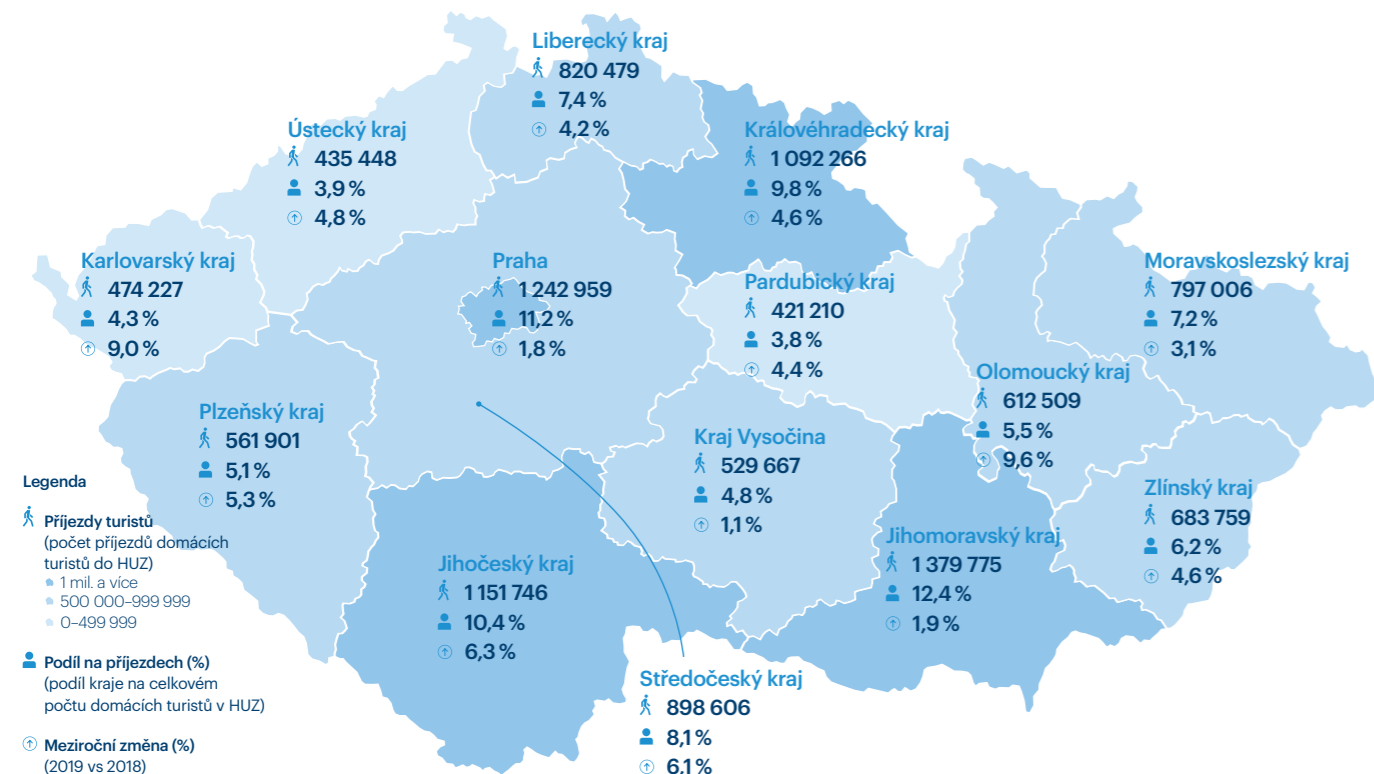 Liberecký kraj
820 479
7,4 %
4,2 %
Ústecký kraj
435 448
3,9 %
4,8 %
Královéhradecký kraj
1 092 266
9,8 %
4,6 %
Karlovarský kraj
474 227
4,3 %
9,0 %
Praha
1 242 959
11,2 %
1,8 %
Pardubický kraj
421 210
3,8 %
4,4 %
Moravskoslezský kraj
797 006
7,2 %
3,1 %
Olomoucký kraj
612 509
5,5 %
9,6 %
Plzeňský kraj
561 901
5,1 %
5,3 %
Kraj Vysočina
529 667
4,8 %
1,1 %
Zlínský kraj
683 759
6,2 %
4,6 %
Jihomoravský kraj
1 379 775
12,4 %
1,9 %
Jihočeský kraj
1 151 746
10,4 %
6,3 %
Středočeský kraj
898 606
8,1 %
6,1 %
Legenda
Příjezdy turistů
(počet příjezdů domácích
turistů do HUZ)
1 mil. a více
500 000–999 999
0–499 999
Podíl na příjezdech (%)
(podíl kraje na celkovém
počtu domácích turistů v HUZ)
Meziroční změna (%)
(2019 vs 2018)